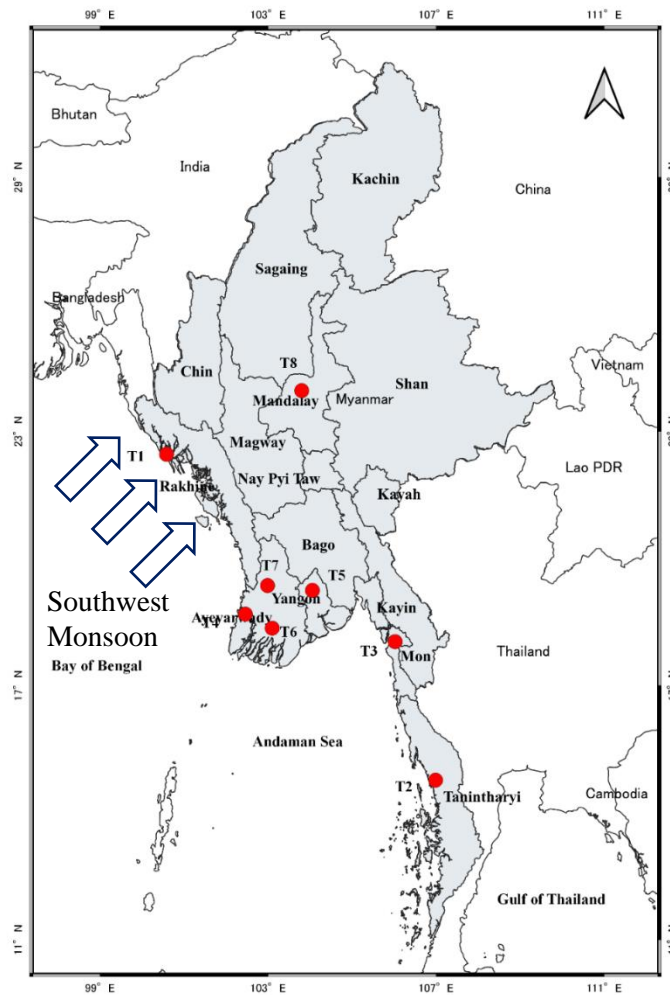 99° E 103° E 107° E 111° E
Bhutan
India
China
29° N
Kachin
Sagaing
Bangladesh
Vietnam
Chin
T8
Shan
Mandalay
Myanmar
23° N
Magway
T1
Lao PDR
Rakhine
Nay Pyi Taw
Kayah
Bago
T7
T5
Southwest
Monsoon
Yangon
Kayin
Ayeyarwady
T6
T3
Mon
Thailand
Bay of Bengal
17° N
Andaman Sea
T2
Tanintharyi
Cambodia
Gulf of Thailand
11° N
99° E 103° E 107° E 111° E